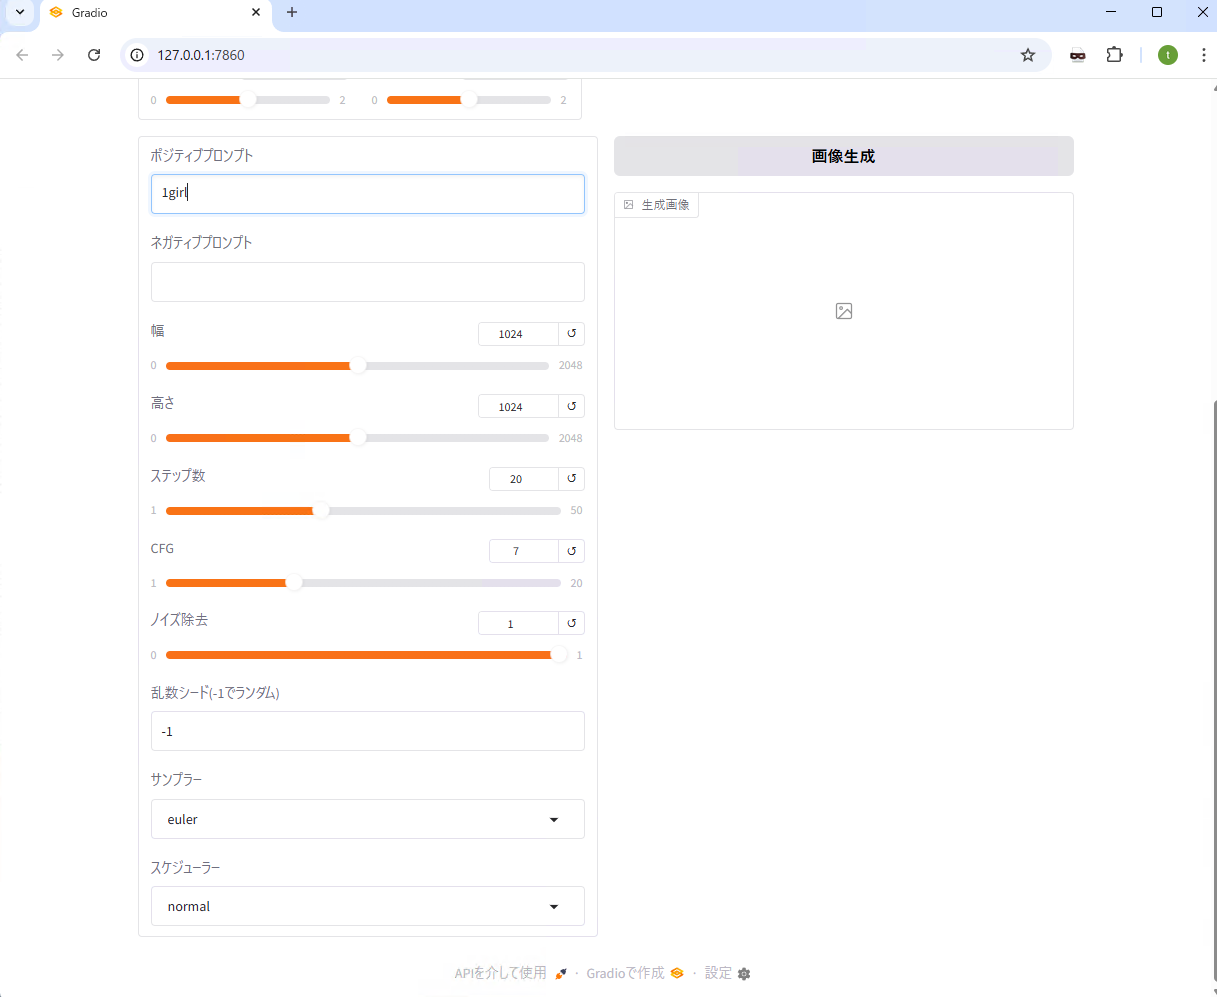 Gradio
127.0.0.1:7860
t
0 2 0 2
ポジティブプロンプト
1girl
画像生成
生成画像
ネガティブプロンプト
幅 1024 ↺
0 2048
高さ 1024 ↺
0 2048
ステップ数 20 ↺
1 50
CFG 7 ↺
1 20
ノイズ除去 1 ↺
0 1
乱数シード(-1でランダム)
-1
サンプラー
euler
スケジューラー
normal
APIを介して使用 · Gradioで作成 · 設定